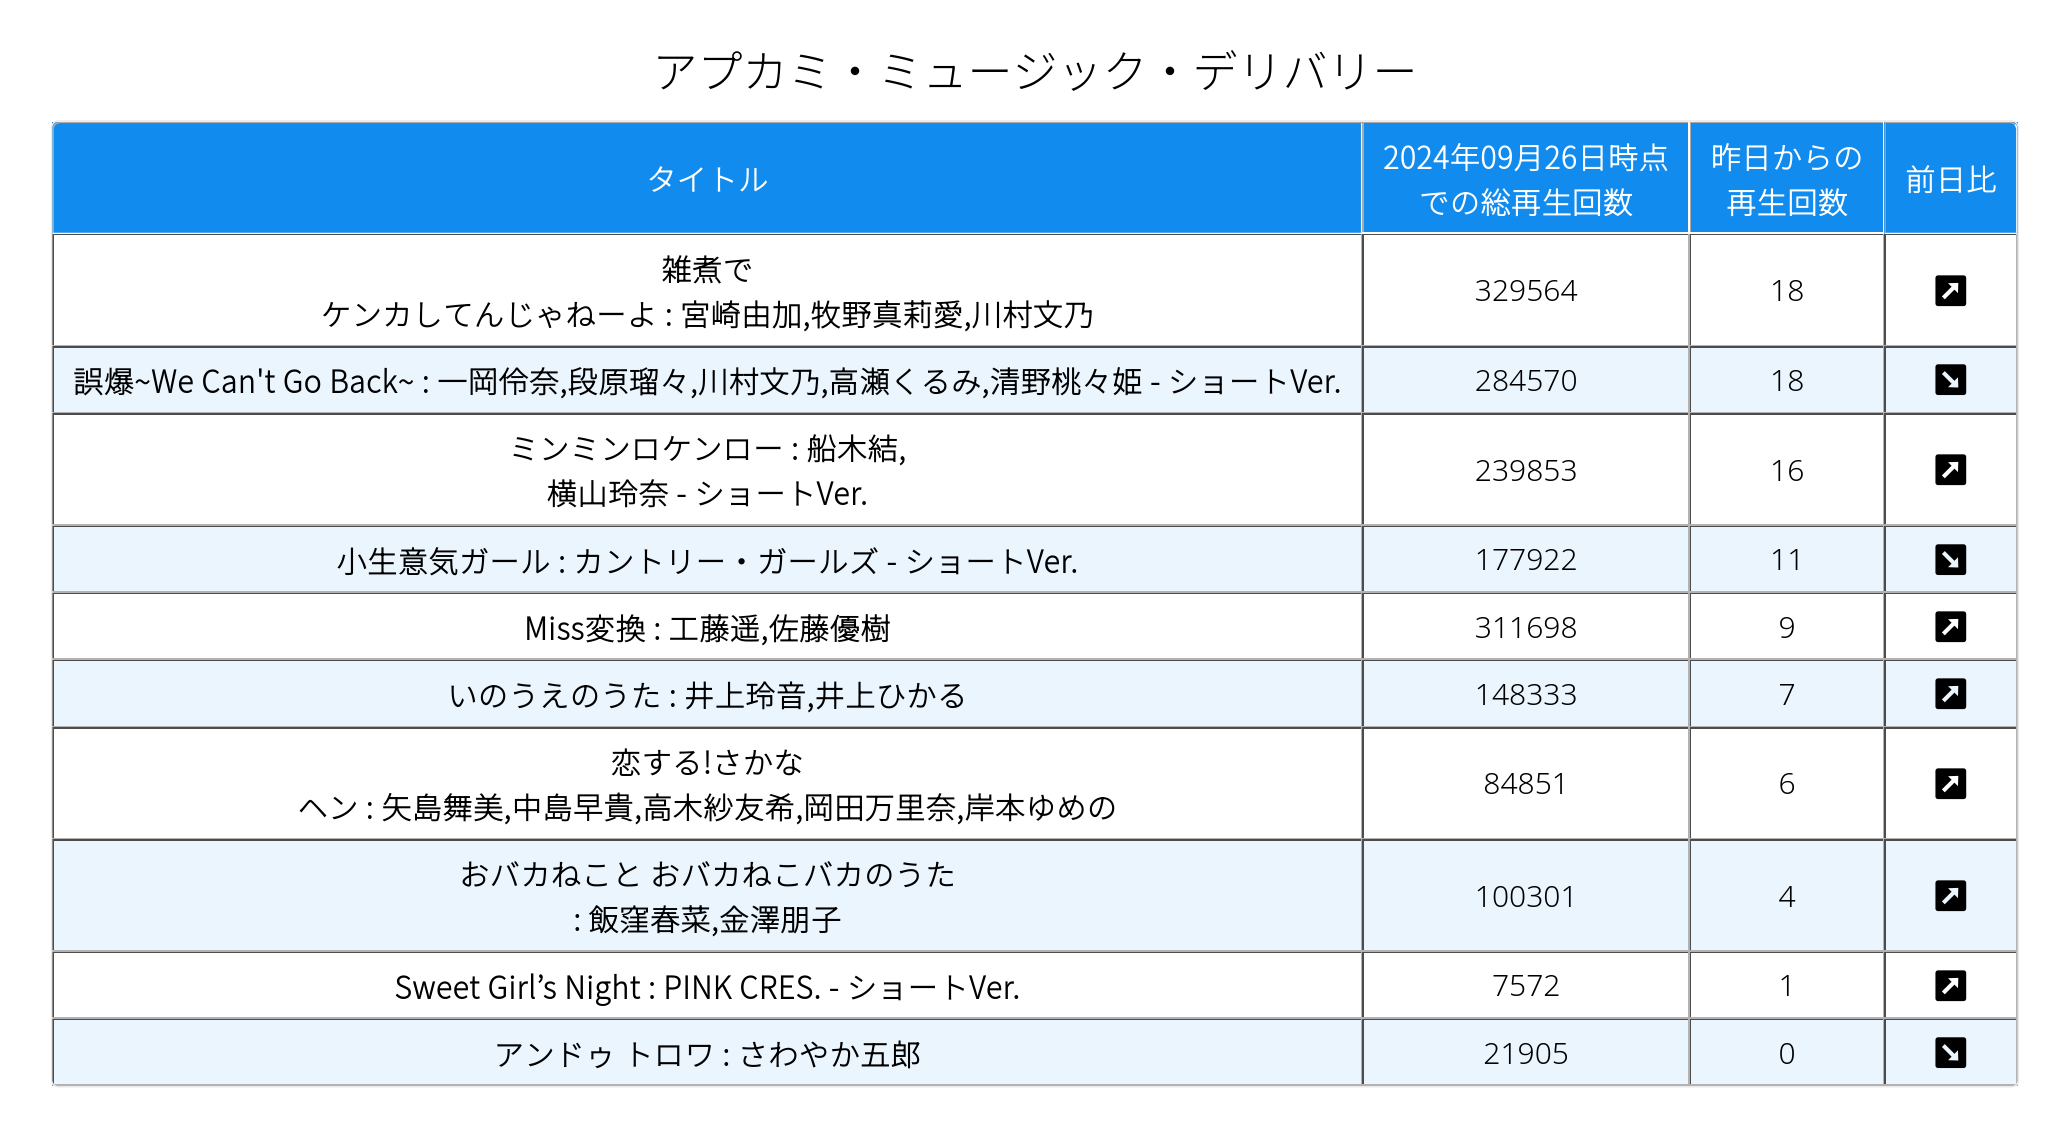 アプカミ・ミュージック・デリバリー
タイトル
2024年09月26日時点
での総再生回数
昨日からの
再生回数
前日比
雑煮で
ケンカしてんじゃねーよ : 宮崎由加,牧野真莉愛,川村文乃
329564
18
誤爆~We Can't Go Back~ : 一岡伶奈,段原瑠々,川村文乃,高瀬くるみ,清野桃々姫 - ショートVer.
284570
18
ミンミンロケンロー : 船木結,
横山玲奈 - ショートVer.
239853
16
小生意気ガール : カントリー・ガールズ - ショートVer.
177922
11
Miss変換 : 工藤遥,佐藤優樹
311698
9
いのうえのうた : 井上玲音,井上ひかる
148333
7
恋する!さかな
ヘン : 矢島舞美,中島早貴,高木紗友希,岡田万里奈,岸本ゆめの
84851
6
おバカねこと おバカねこバカのうた
: 飯窪春菜,金澤朋子
100301
4
Sweet Girl’s Night : PINK CRES. - ショートVer.
7572
1
アンドゥ トロワ : さわやか五郎
21905
0